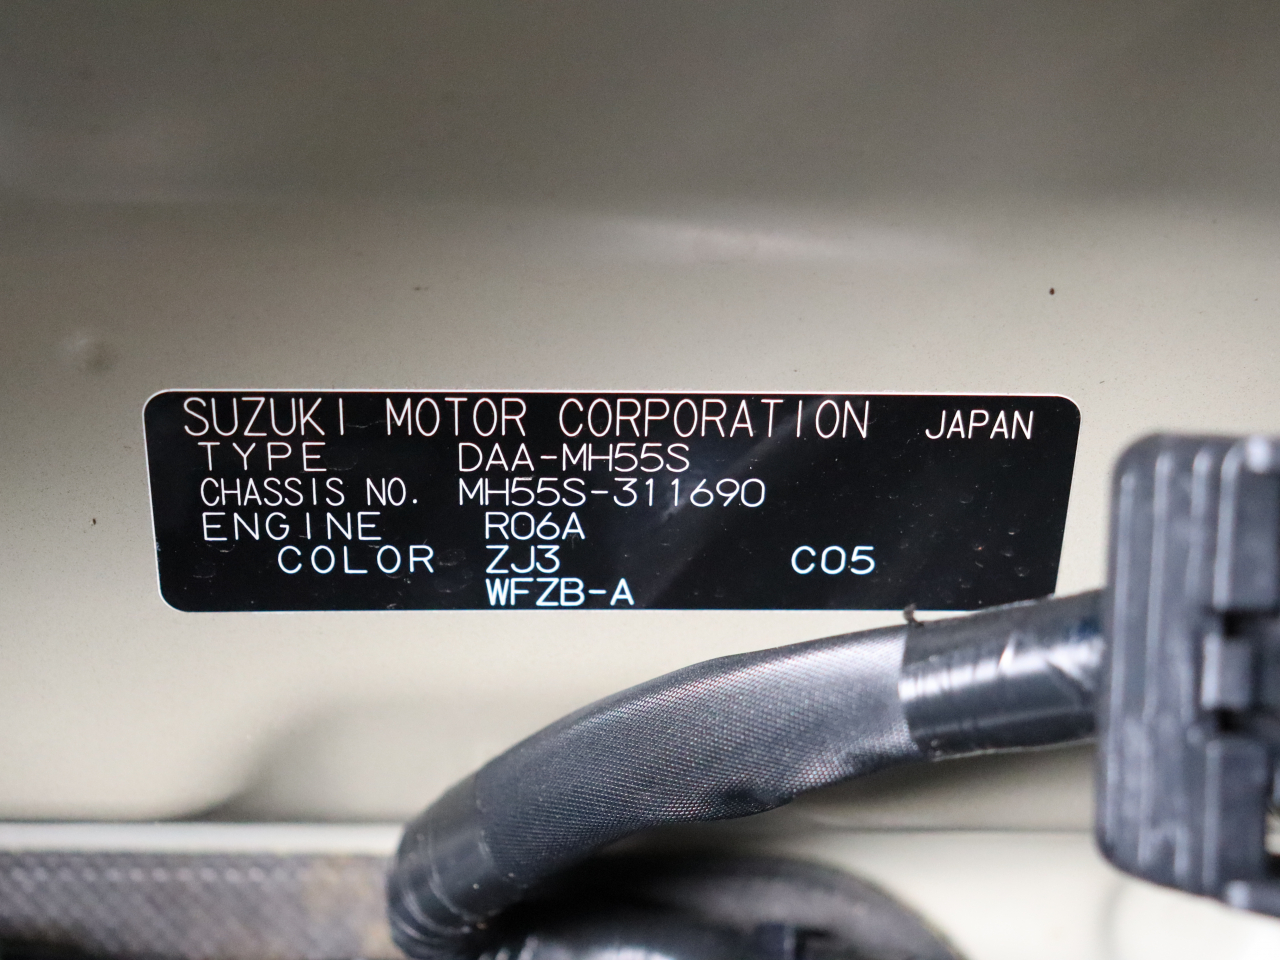 SUZUKI MOTOR CORPORATION JAPAN
TYPE DAA-MH55S
CHASSIS NO. MH55S-311690
ENGINE R06A
COLOR ZJ3 C05
WFZB-A